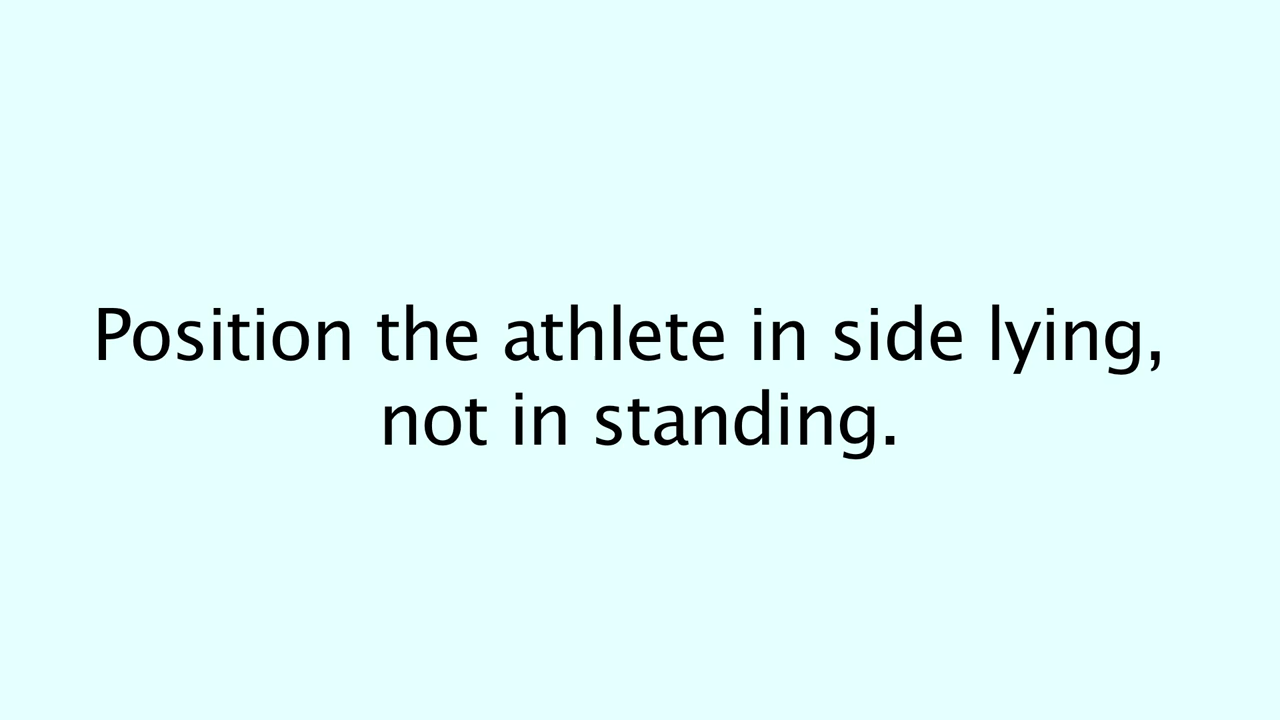 Position the athlete in side lying,
not in standing.